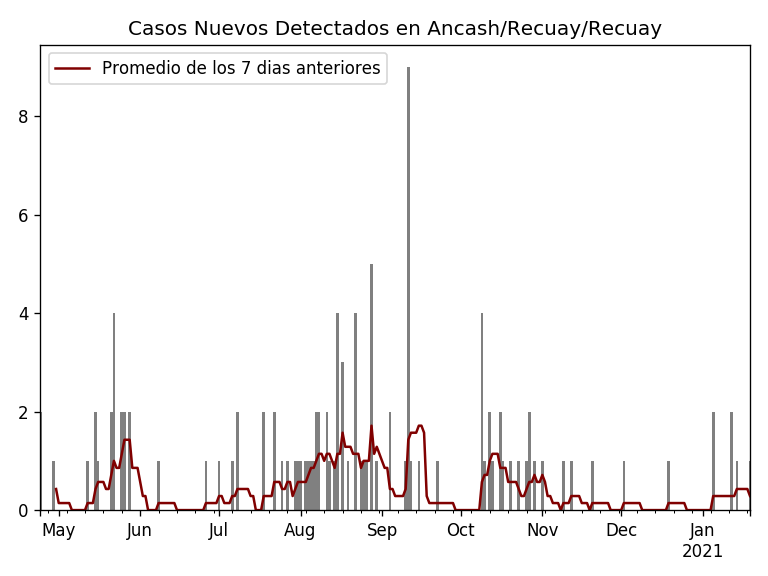 Casos Nuevos Detectados en Ancash/Recuay/Recuay
Promedio de los 7 dias anteriores
8
6
4
2
0
May Jun Jul Aug Sep Oct Nov Dec Jan
2021